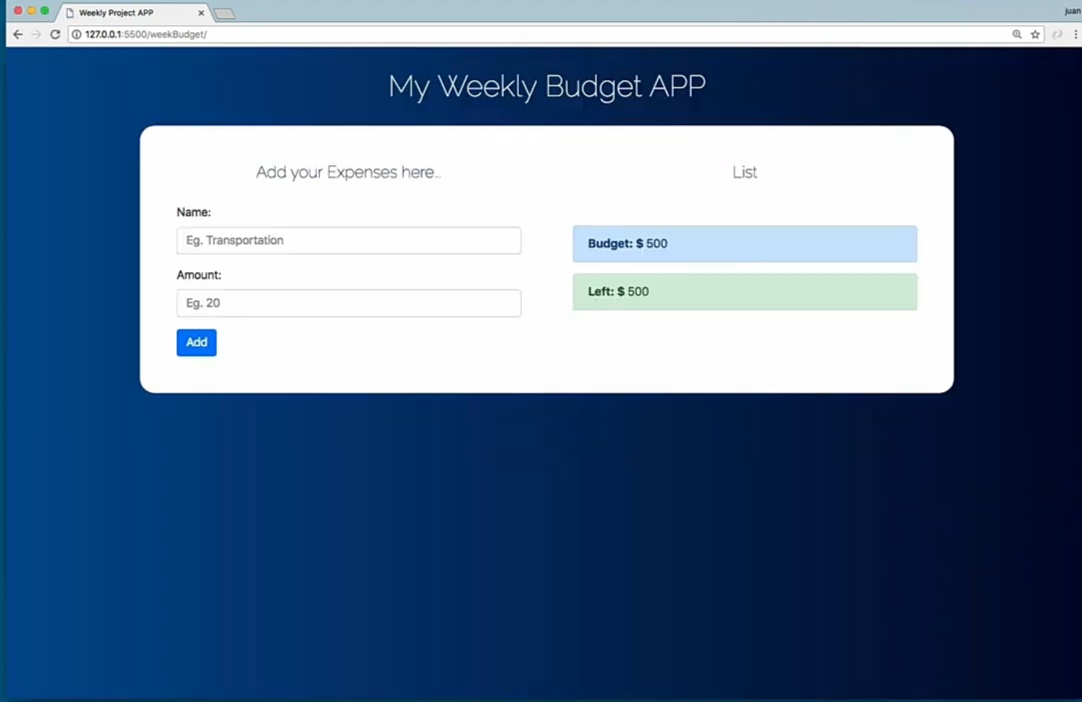 Weekly Project APP
juan
127.0.0.1:5500/weekBudget/
My Weekly Budget APP
Add your Expenses here...
List
Name:
Eg. Transportation
Budget: $ 500
Amount:
Left: $ 500
Eg. 20
Add